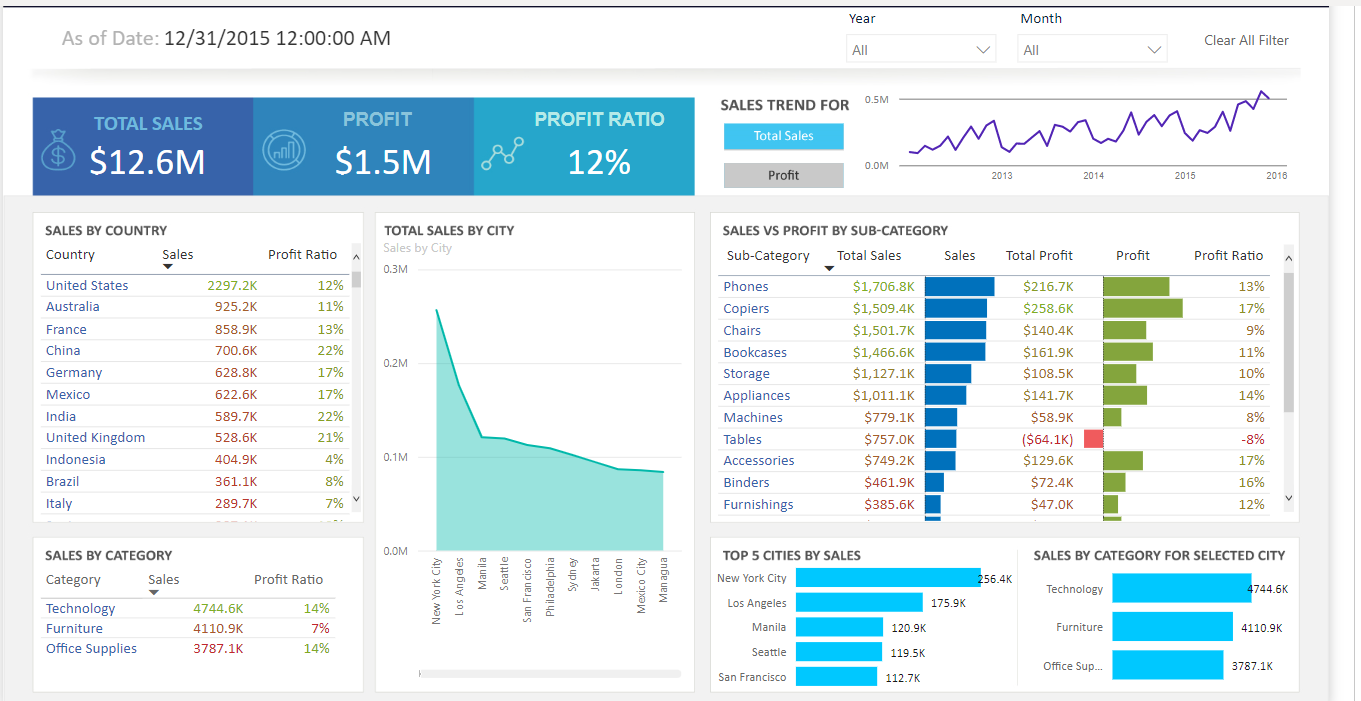 Year Month
As of Date: 12/31/2015 12:00:00 AM
All All Clear All Filter
TOTAL SALES
$12.6M
PROFIT
$1.5M
PROFIT RATIO
12%
SALES TREND FOR
Total Sales
Profit
0.5M
0.0M
2013 2014 2015 2016
SALES BY COUNTRY
Country Sales Profit Ratio
United States 2297.2K 12%
Australia 925.2K 11%
France 858.9K 13%
China 700.6K 22%
Germany 628.8K 17%
Mexico 622.6K 17%
India 589.7K 22%
United Kingdom 528.6K 21%
Indonesia 404.9K 4%
Brazil 361.1K 8%
Italy 289.7K 7%
TOTAL SALES BY CITY
Sales by City
0.3M
0.2M
0.1M
0.0M
New York City
Los Angeles
Manila
Seattle
San Francisco
Philadelphia
Sydney
Jakarta
London
Mexico City
Managua
SALES VS PROFIT BY SUB-CATEGORY
Sub-Category Total Sales Sales Total Profit Profit Profit Ratio
Phones $1,706.8K $216.7K 13%
Copiers $1,509.4K $258.6K 17%
Chairs $1,501.7K $140.4K 9%
Bookcases $1,466.6K $161.9K 11%
Storage $1,127.1K $108.5K 10%
Appliances $1,011.1K $141.7K 14%
Machines $779.1K $58.9K 8%
Tables $757.0K ($64.1K) -8%
Accessories $749.2K $129.6K 17%
Binders $461.9K $72.4K 16%
Furnishings $385.6K $47.0K 12%
SALES BY CATEGORY
Category Sales Profit Ratio
Technology 4744.6K 14%
Furniture 4110.9K 7%
Office Supplies 3787.1K 14%
TOP 5 CITIES BY SALES
New York City 256.4K
Los Angeles 175.9K
Manila 120.9K
Seattle 119.5K
San Francisco 112.7K
SALES BY CATEGORY FOR SELECTED CITY
Technology 4744.6K
Furniture 4110.9K
Office Sup... 3787.1K